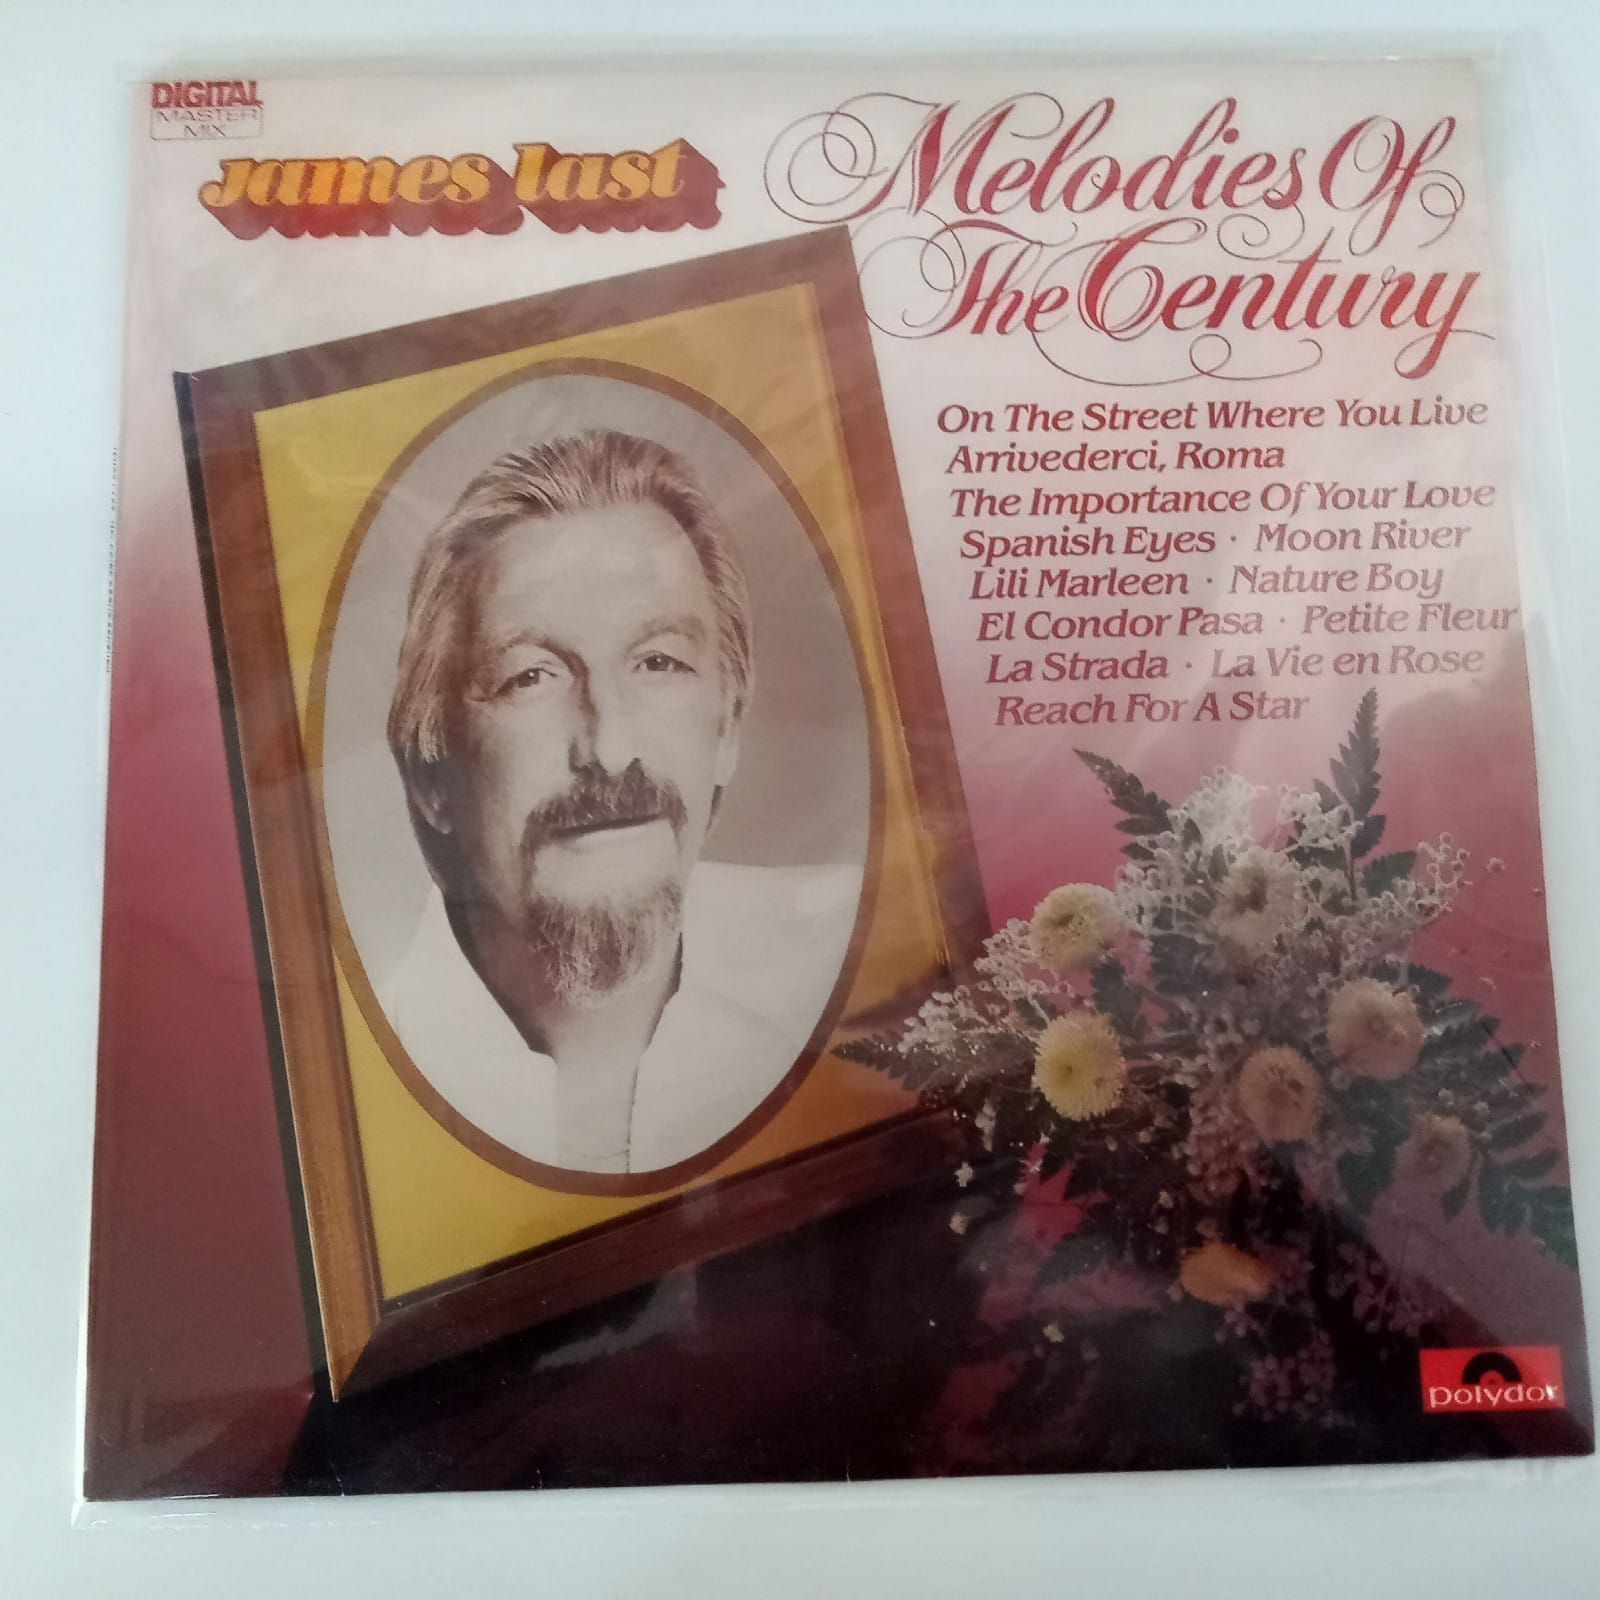 DIGITAL
MASTER
MIX
james last
Melodies Of
The Century
On The Street Where You Live
Arrivederci, Roma
The Importance Of Your Love
Spanish Eyes · Moon River
Lili Marleen · Nature Boy
El Condor Pasa · Petite Fleur
La Strada · La Vie en Rose
Reach For A Star
polydor